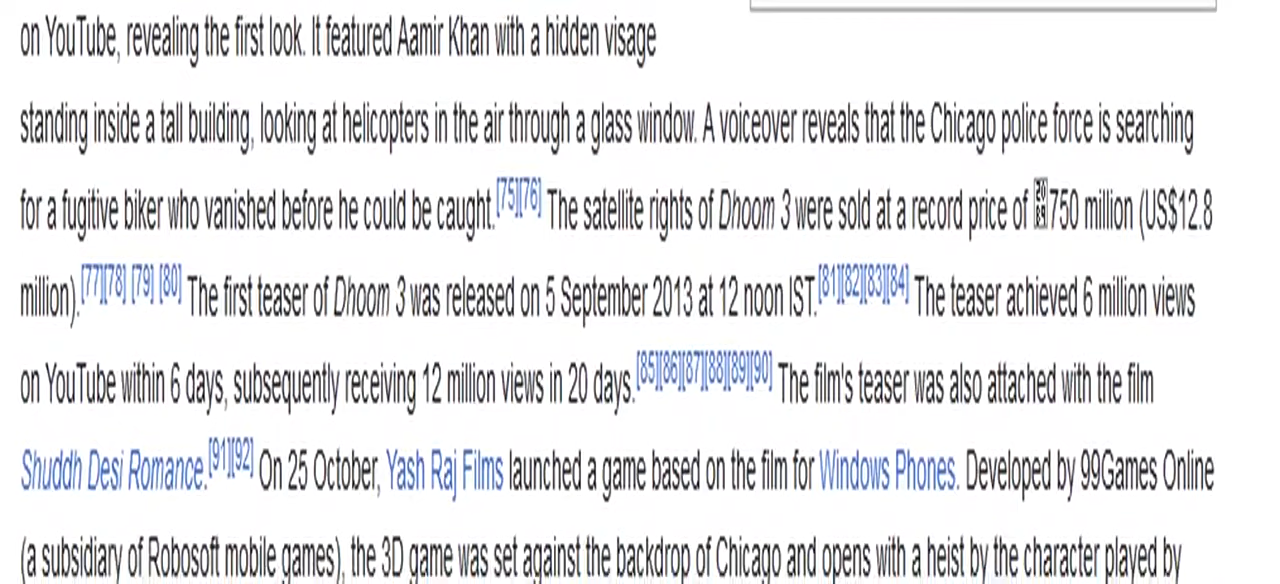 on YouTube, revealing the first look. It featured Aamir Khan with a hidden visage
standing inside a tall building, looking at helicopters in the air through a glass window. A voiceover reveals that the Chicago police force is searching
for a fugitive biker who vanished before he could be caught.[75][76] The satellite rights of Dhoom 3 were sold at a record price of 750 million (US$12.8
million).[77][78] [79] [80] The first teaser of Dhoom 3 was released on 5 September 2013 at 12 noon IST.[81][82][83][84] The teaser achieved 6 million views
on YouTube within 6 days, subsequently receiving 12 million views in 20 days.[85][86][87][88][89][90] The film's teaser was also attached with the film
Shuddh Desi Romance.[91][92] On 25 October, Yash Raj Films launched a game based on the film for Windows Phones. Developed by 99Games Online
(a subsidiary of Robosoft mobile games), the 3D game was set against the backdrop of Chicago and opens with a heist by the character played by